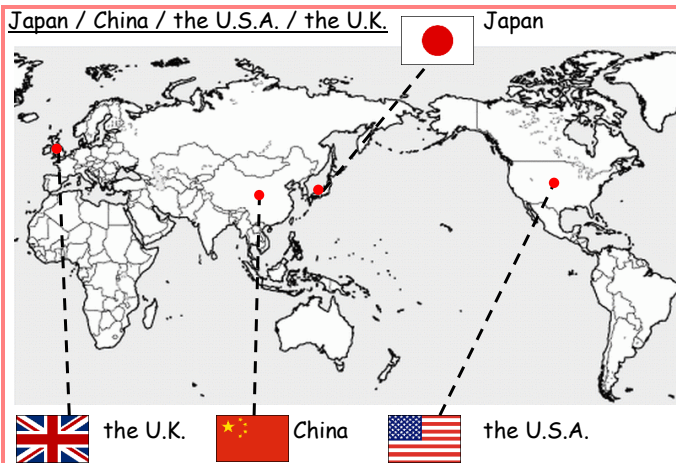 Japan / China / the U.S.A. / the U.K.
Japan
the U.K.
China
the U.S.A.